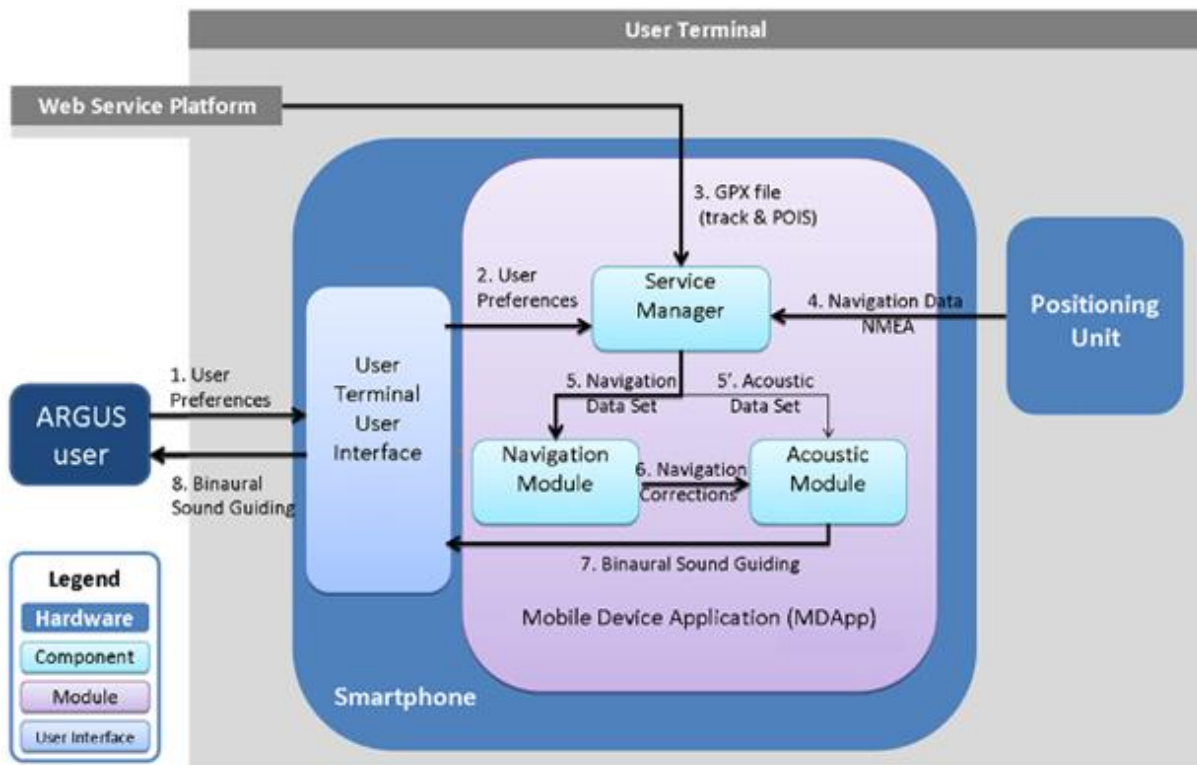 User Terminal
Web Service Platform
3. GPX file
(track & POIS)
2. User
Preferences
Service
Manager
4. Navigation Data
NMEA
Positioning
Unit
1. User
Preferences
ARGUS
user
8. Binaural
Sound Guiding
User
Terminal
User
Interface
5. Navigation
Data Set
5'. Acoustic
Data Set
Navigation
Module
6. Navigation
Corrections
Acoustic
Module
7. Binaural Sound Guiding
Mobile Device Application (MDApp)
Smartphone
Legend
Hardware
Component
Module
User Interface